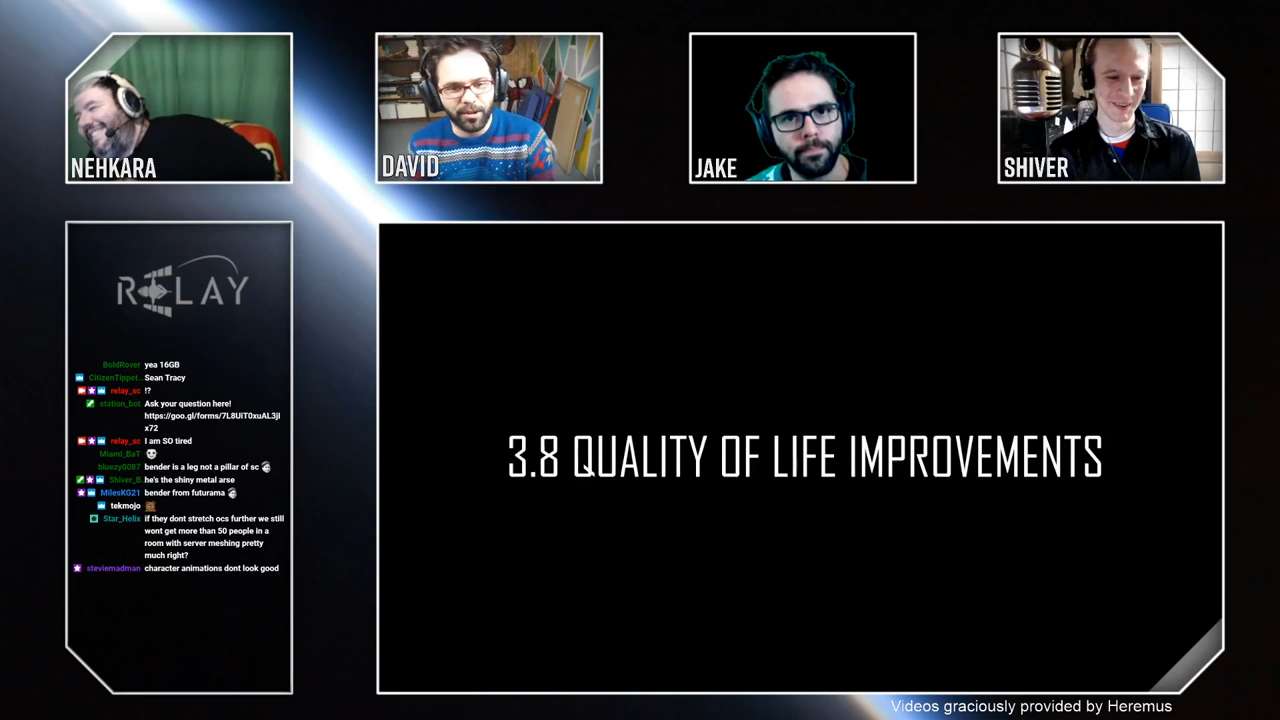 NEHKARA
DAVID
JAKE
SHIVER
RELAY
BoldRover yea 16GB
CitizenTippet.. Sean Tracy
relay_sc !?
station_bot Ask your question here!
https://goo.gl/forms/7L8UiT0xuAL3jI
x72
relay_sc I am SO tired
Miami_BaT
bluezy0087 bender is a leg not a pillar of sc
Shiver_B.. he's the shiny metal arse
MilesKG21 bender from futurama
tekmojo
Star_Helix If they dont stretch ocs further we still
wont get more than 50 people in a
room with server meshing pretty
much right?
steviemadman character animations dont look good
3.8 QUALITY OF LIFE IMPROVEMENTS
Videos graciously provided by Heremus